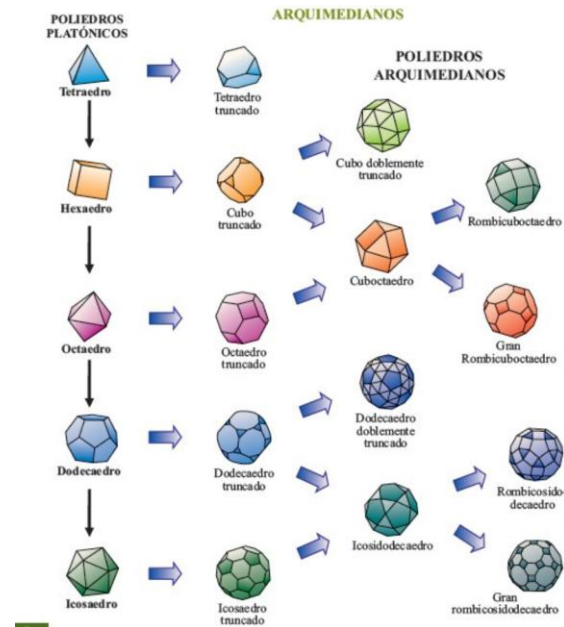 POLIEDROS
PLATÓNICOS
ARQUIMEDIANOS
POLIEDROS
ARQUIMEDIANOS
Tetraedro
Tetraedro
truncado
Cubo doblemente
truncado
Hexaedro
Cubo
truncado
Rombicuboctaedro
Cuboctaedro
Octaedro
Octaedro
truncado
Gran
Rombicuboctaedro
Dodecaedro
doblemente
truncado
Dodecaedro
Dodecaedro
truncado
Rombicosido
decaedro
Icosidodecaedro
Icosaedro
Icosaedro
truncado
Gran
rombicosidodecaedro